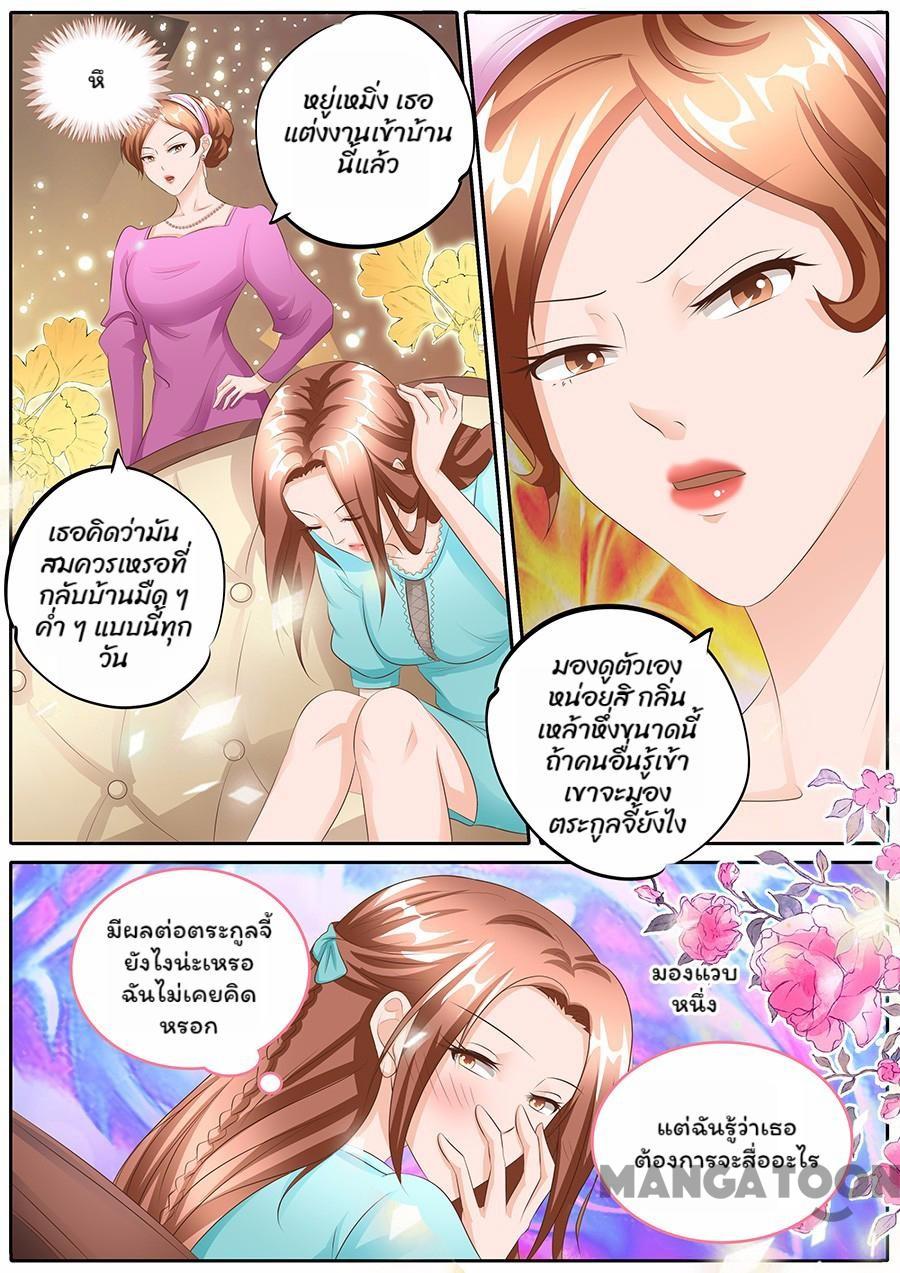 หึ
หยู่เหมิ่ง เธอ
แต่งงานเข้าบ้าน
นี้แล้ว
เธอคิดว่ามัน
สมควรเหรอที่
กลับบ้านมืด ๆ
ค่ำ ๆ แบบนี้ทุก
วัน
มองดูตัวเอง
หน่อยสิ กลิ่น
เหล้าหึ่งขนาดนี้
ถ้าคนอื่นรู้เข้า
เขาจะมอง
ตระกูลจี้ยังไง
มีผลต่อตระกูลจี้
ยังไงน่ะเหรอ
ฉันไม่เคยคิด
หรอก
มองแวบ
หนึ่ง
แต่ฉันรู้ว่าเธอ
ต้องการจะสื่ออะไร
MANGATOON